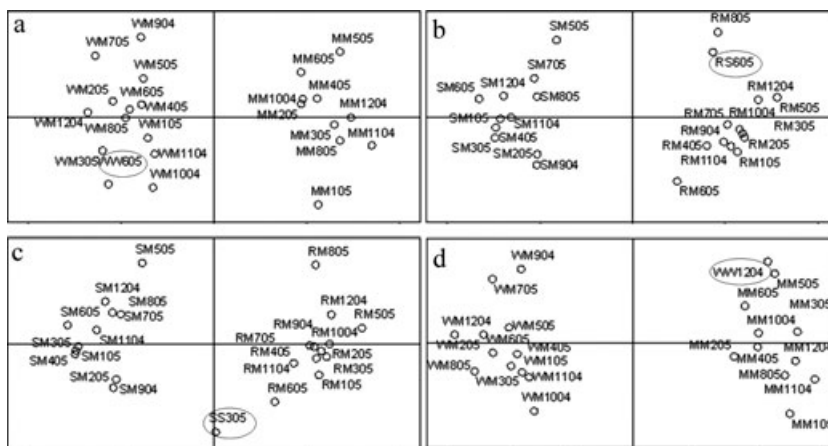 a
WM904
WM705
WM505
WM205
WM605
WM405
WM1204
WM805
WM105
WM305
WW605
WM1104
WM1004
MM505
MM605
MM405
MM1004
MM205
MM1204
MM305
MM1104
MM805
MM105
b
SM505
SM705
SM605
SM1204
SM805
SM105
SM1104
SM405
SM305
SM205
SM904
RM805
RS605
RM1204
RM505
RM705
RM1004
RM305
RM904
RM205
RM405
RM1104
RM105
RM605
c
SM505
SM1204
SM805
SM605
SM705
SM305
SM1104
SM405
SM105
SM205
SM904
SS305
RM805
RM1204
RM505
RM904
RM705
RM1004
RM405
RM205
RM1104
RM305
RM605
RM105
d
WM904
WM705
WM1204
WM505
WM605
WM205
WM405
WM805
WM105
WM305
WM1104
WM1004
WW1204
MM505
MM605
MM305
MM1004
MM205
MM1204
MM405
MM805
MM1104